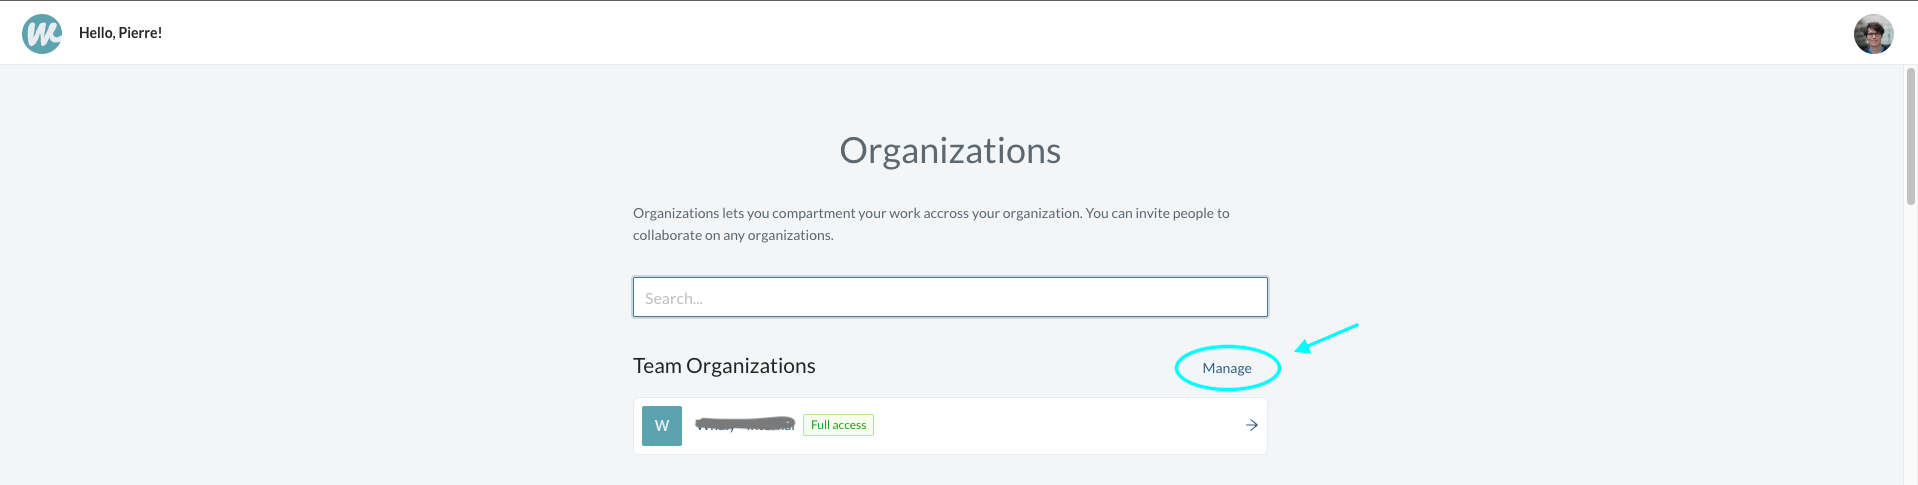 W
Hello, Pierre!
Organizations
Organizations lets you compartment your work accross your organization. You can invite people to
collaborate on any organizations.
Search...
Team Organizations
Manage
W
Full access